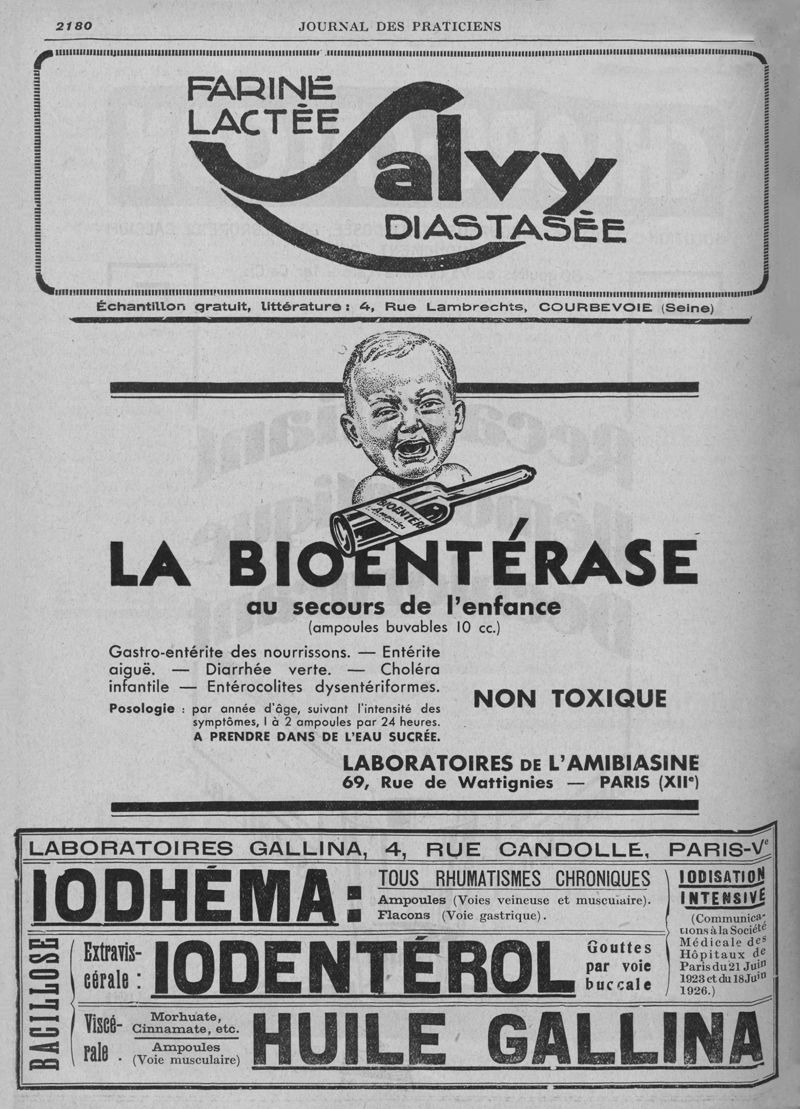 2180
JOURNAL DES PRATICIENS
FARINE
LACTÉE
Salvy
DIASTASÉE
Échantillon gratuit, littérature : 4, Rue Lambrechts, COURBEVOIE (Seine)
BIOENTÉRA
Ampoules
LA BIOENTÉRASE
au secours de l'enfance
(ampoules buvables 10 cc.)
Gastro-entérite des nourrissons. — Entérite
aiguë. — Diarrhée verte. — Choléra
infantile — Entérocolites dysentériformes.
Posologie : par année d'âge, suivant l'intensité des
symptômes, 1 à 2 ampoules par 24 heures.
A PRENDRE DANS DE L'EAU SUCRÉE.
NON TOXIQUE
LABORATOIRES DE L'AMIBIASINE
69, Rue de Wattignies — PARIS (XIIe)
LABORATOIRES GALLINA, 4, RUE CANDOLLE, PARIS-Ve
IODHÉMA :
TOUS RHUMATISMES CHRONIQUES
Ampoules (Voies veineuse et musculaire).
Flacons (Voie gastrique).
IODISATION
INTENSIVE
(Communica-
tions à la Société
Médicale des
Hôpitaux de
Paris du 21 Juin
1923 et du 18 Juin
1926.)
BACILLOSE
Extravis-
cérale :
IODENTÉROL
Gouttes
par voie
buccale
Viscé-
rale .
Morhuate,
Cinnamate, etc.
Ampoules
(Voie musculaire)
HUILE GALLINA